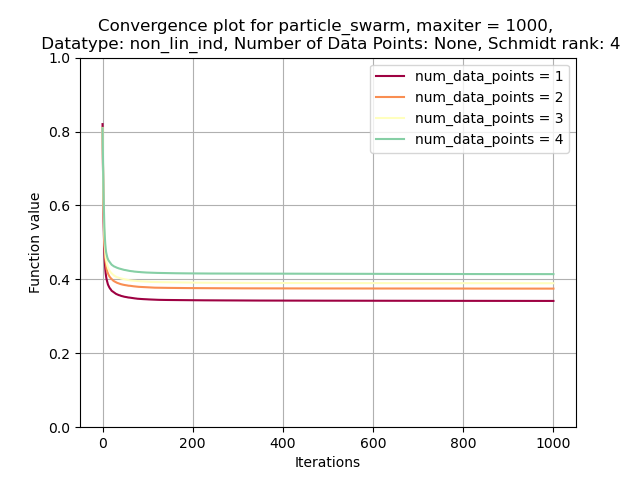 Convergence plot for particle_swarm, maxiter = 1000,
Datatype: non_lin_ind, Number of Data Points: None, Schmidt rank: 4
1.0
0.8
0.6
0.4
0.2
0.0
Function value
num_data_points = 1
num_data_points = 2
num_data_points = 3
num_data_points = 4
0
200
400
600
800
1000
Iterations